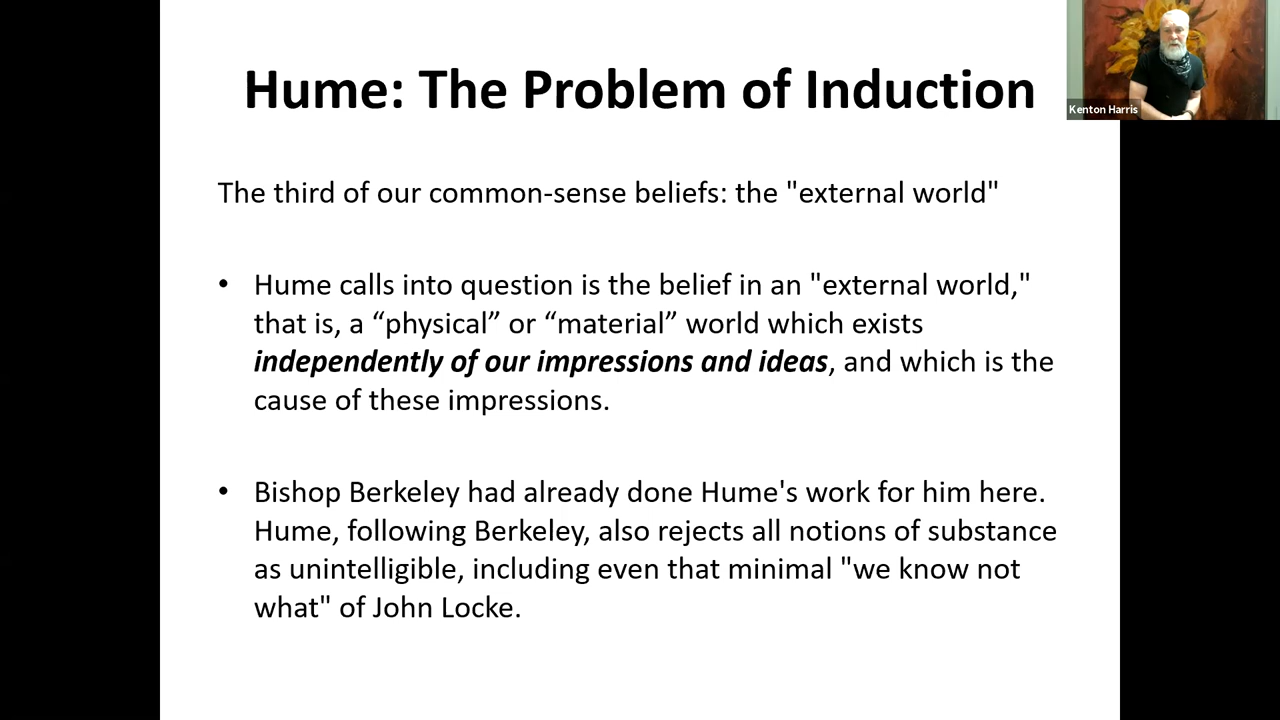 Hume: The Problem of Induction
Kenton Harris
The third of our common-sense beliefs: the "external world"
• Hume calls into question is the belief in an "external world,"
that is, a “physical” or “material” world which exists
independently of our impressions and ideas, and which is the
cause of these impressions.
• Bishop Berkeley had already done Hume's work for him here.
Hume, following Berkeley, also rejects all notions of substance
as unintelligible, including even that minimal "we know not
what" of John Locke.